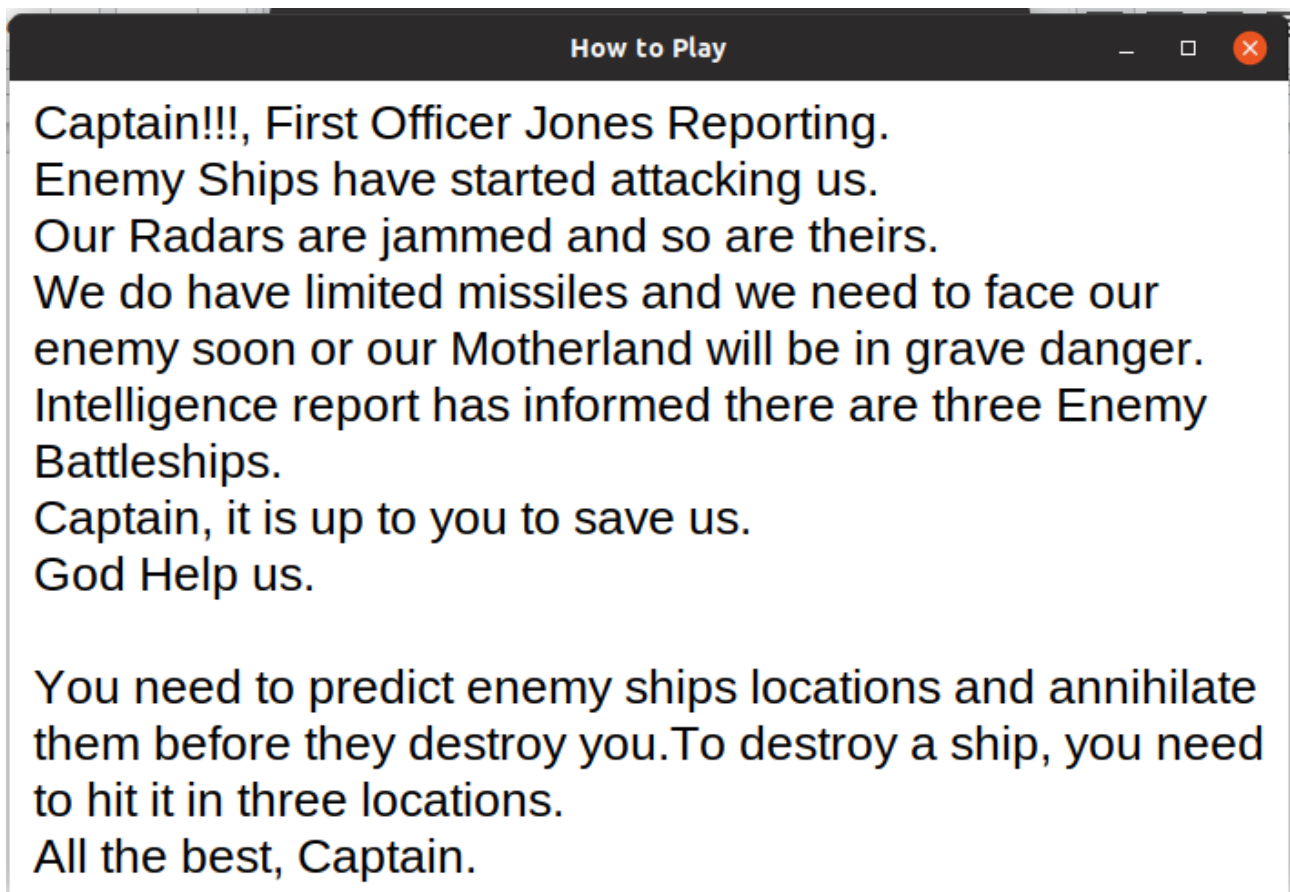 How to Play
Captain!!!, First Officer Jones Reporting.
Enemy Ships have started attacking us.
Our Radars are jammed and so are theirs.
We do have limited missiles and we need to face our
enemy soon or our Motherland will be in grave danger.
Intelligence report has informed there are three Enemy
Battleships.
Captain, it is up to you to save us.
God Help us.
You need to predict enemy ships locations and annihilate
them before they destroy you.To destroy a ship, you need
to hit it in three locations.
All the best, Captain.